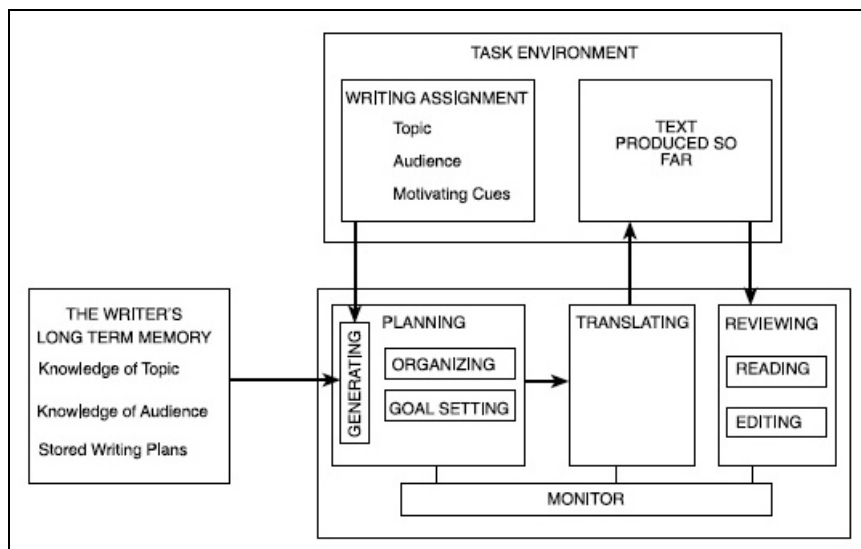 TASK ENVIRONMENT
WRITING ASSIGNMENT
Topic
Audience
Motivating Cues
TEXT
PRODUCED SO
FAR
THE WRITER'S
LONG TERM MEMORY
Knowledge of Topic
Knowledge of Audience
Stored Writing Plans
PLANNING
GENERATING
ORGANIZING
GOAL SETTING
TRANSLATING
REVIEWING
READING
EDITING
MONITOR